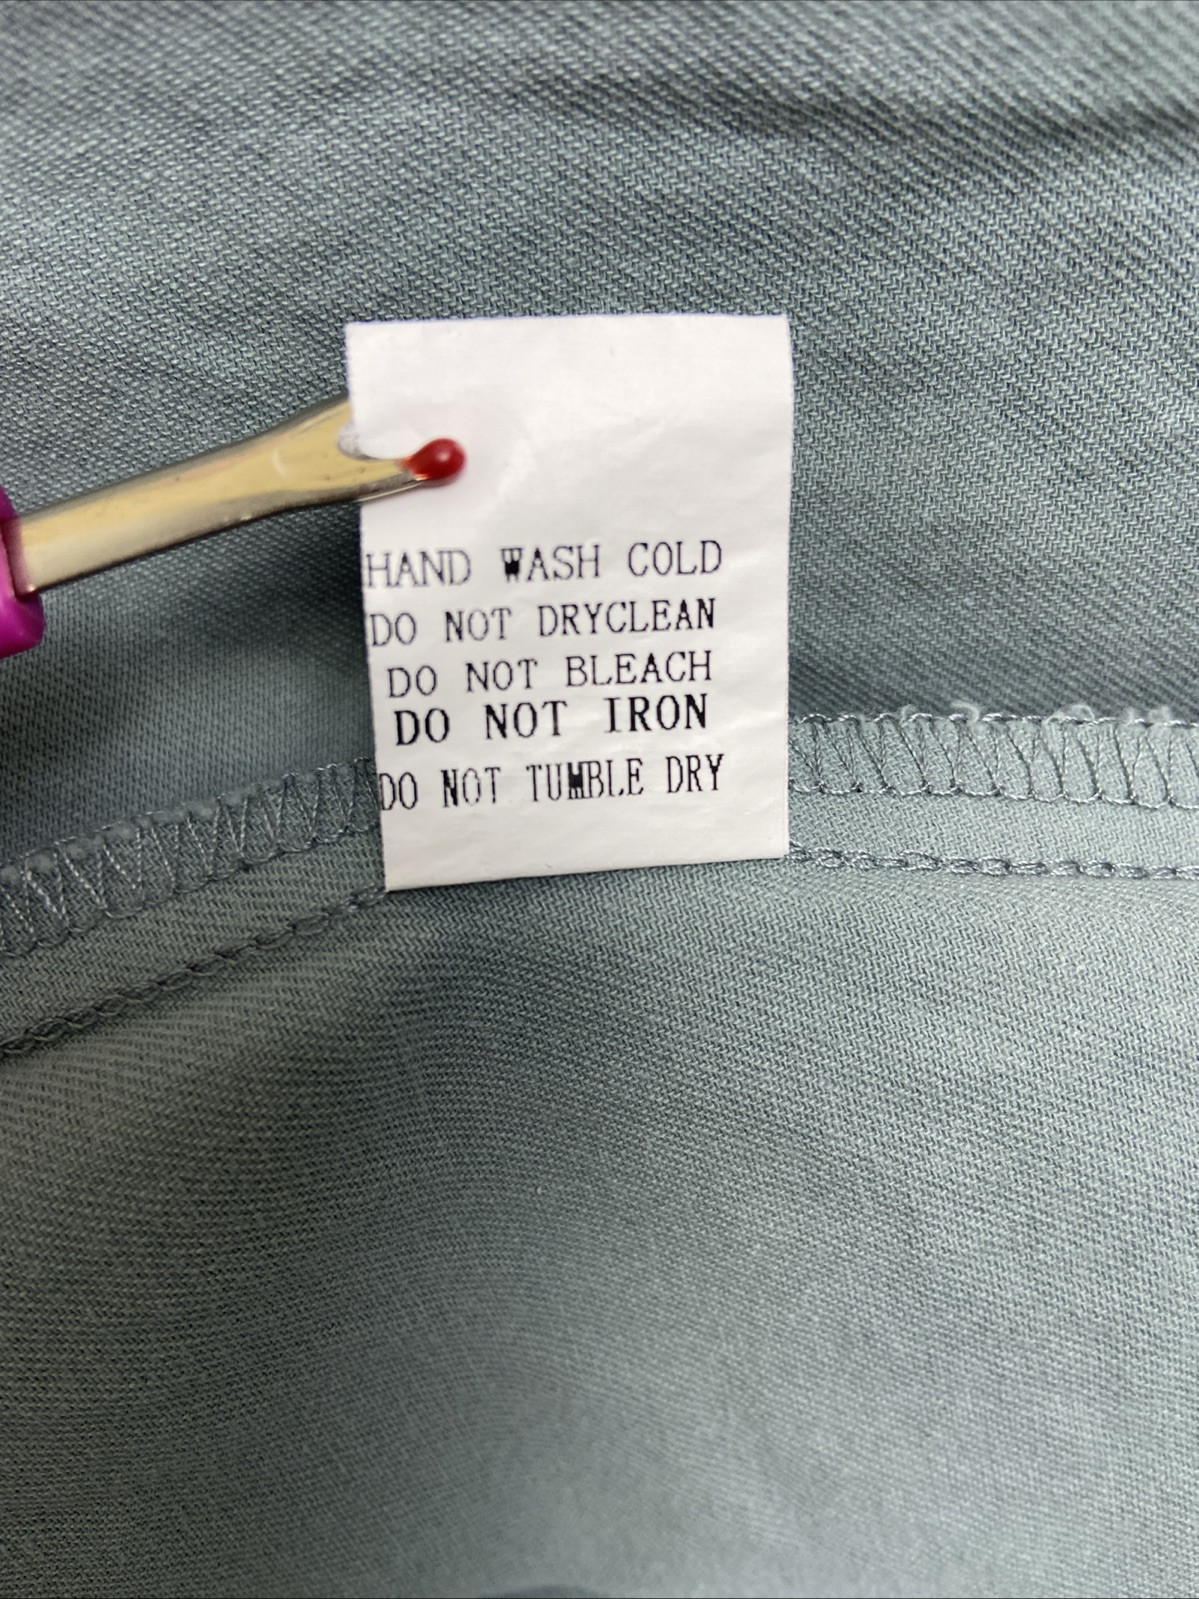 HAND WASH COLD
DO NOT DRYCLEAN
DO NOT BLEACH
DO NOT IRON
DO NOT TUMBLE DRY